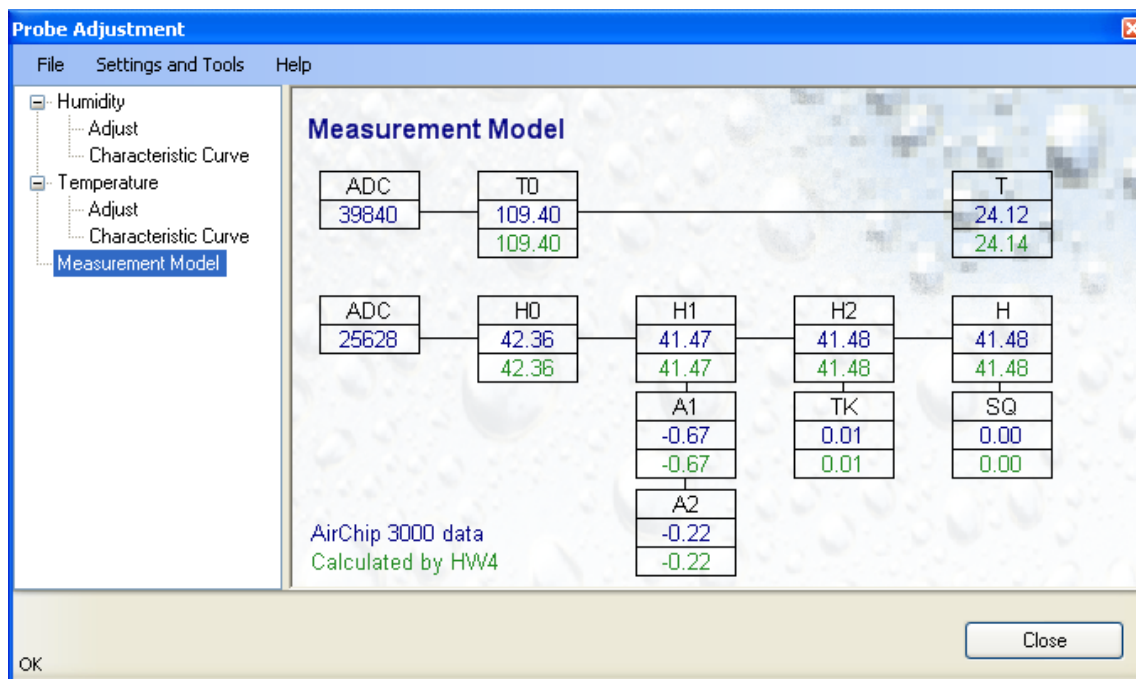 Probe Adjustment
File Settings and Tools Help
Humidity
Adjust
Characteristic Curve
Temperature
Adjust
Characteristic Curve
Measurement Model
Measurement Model
ADC T0 T
39840 109.40 24.12
109.40 24.14
ADC H0 H1 H2 H
25628 42.36 41.47 41.48 41.48
42.36 41.47 41.48 41.48
A1 TK SQ
-0.67 0.01 0.00
-0.67 0.01 0.00
A2
-0.22
-0.22
AirChip 3000 data
Calculated by HW4
Close
OK